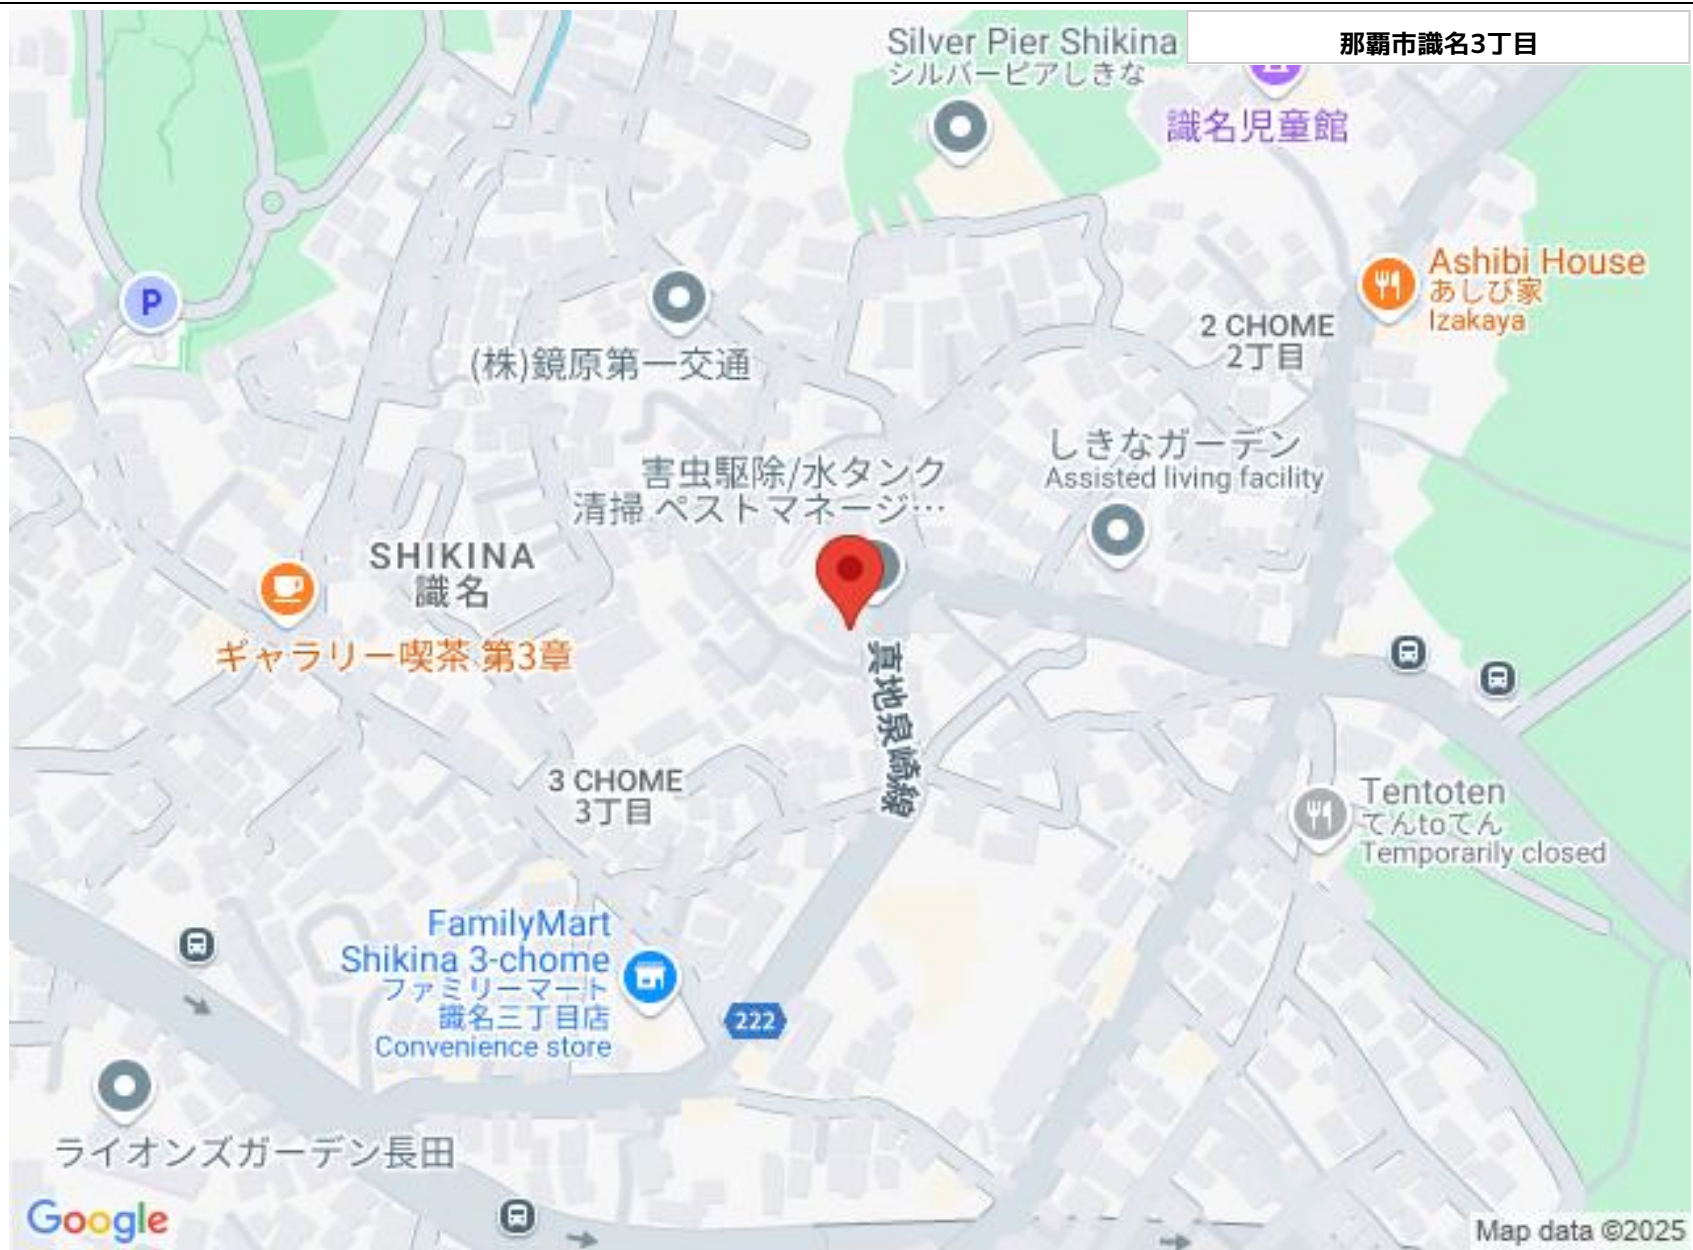 那覇市識名3丁目
Silver Pier Shikina
シルバーピアしきな
識名児童館
Ashibi House
あしび家
Izakaya
P
2 CHOME
2丁目
(株)鏡原第一交通
しきなガーデン
Assisted living facility
害虫駆除/水タンク
清掃 ペストマネージ…
SHIKINA
識名
ギャラリー喫茶 第3章
真地泉崎線
3 CHOME
3丁目
Tentoten
てんtoてん
Temporarily closed
FamilyMart
Shikina 3-chome
ファミリーマート
識名三丁目店
Convenience store
222
ライオンズガーデン長田
Google
Map data ©2025